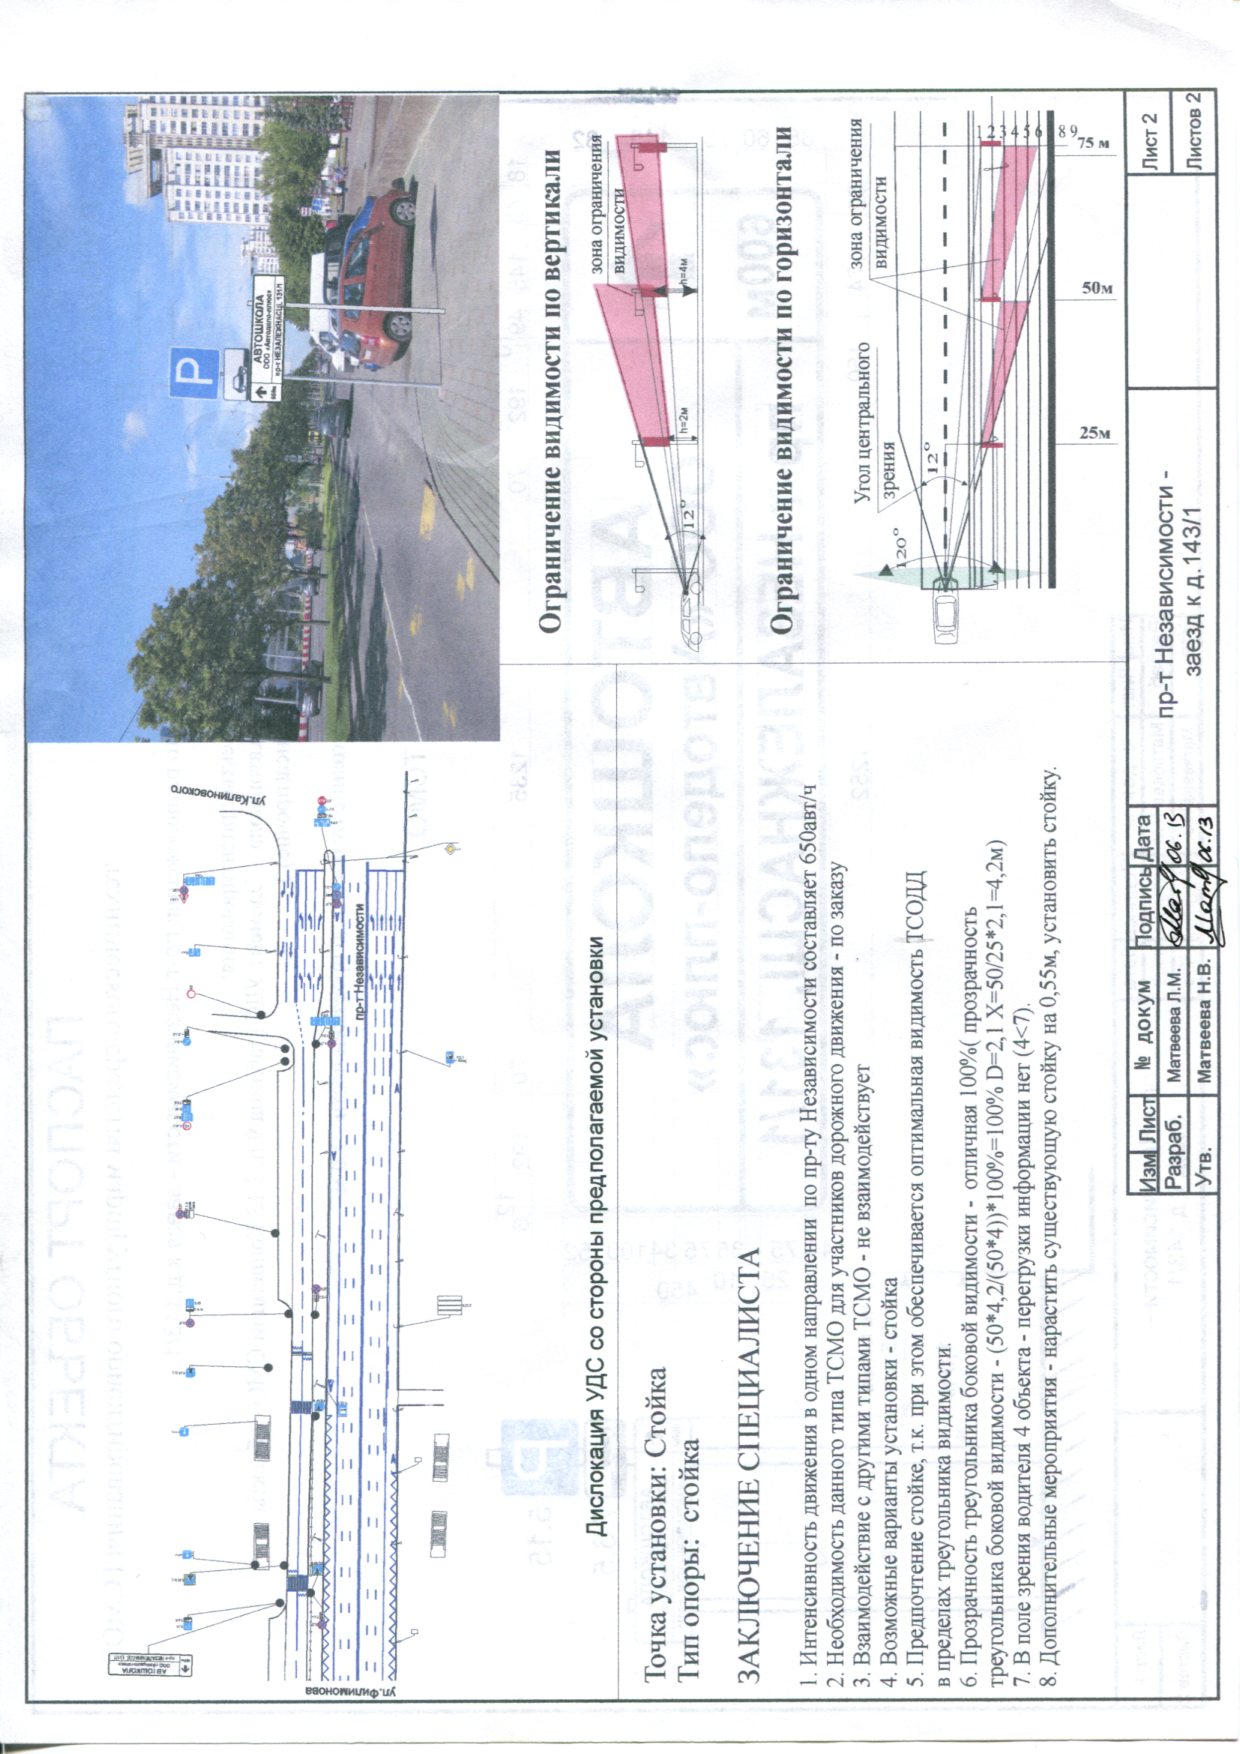 ул.Калиновского
пр-т Независимости
ул.Филимонова
АВТОШКОЛА
Дислокация УДС со стороны предполагаемой установки
P
АВТОШКОЛА
ООО «Автодело-плюс»
пр-т НЕЗАЛЕЖНАСЦI, 131/1
600м
Точка установки: Стойка
Тип опоры: стойка
ЗАКЛЮЧЕНИЕ СПЕЦИАЛИСТА
1. Интенсивность движения в одном направлении по пр-ту Независимости составляет 650авт/ч
2. Необходимость данного типа ТСМО для участников дорожного движения - по заказу
3. Взаимодействие с другими типами ТСМО - не взаимодействует
4. Возможные варианты установки - стойка
5. Предпочтение стойке, т.к. при этом обеспечивается оптимальная видимость ТСОДД
в пределах треугольника видимости.
6. Прозрачность треугольника боковой видимости - отличная 100%( прозрачность
треугольника боковой видимости - (50*4,2/(50*4))*100%=100% D=2,1 X=50/25*2,1=4,2м)
7. В поле зрения водителя 4 объекта - перегрузки информации нет (4<7).
8. Дополнительные мероприятия - нарастить существующую стойку на 0,55м, установить стойку.
Ограничение видимости по вертикали
зона ограничения
видимости
h=4м
h=2м
12°
Ограничение видимости по горизонтали
зона ограничения
видимости
Угол центрального
зрения
120°
12°
1 2 3 4 5 6 8 9
25м
50м
75 м
Изм Лист № докум Подпись Дата
Разраб. Матвеева Л.М. 06.13
Утв. Матвеева Н.В. 06.13
пр-т Независимости -
заезд к д.143/1
Лист 2
Листов 2